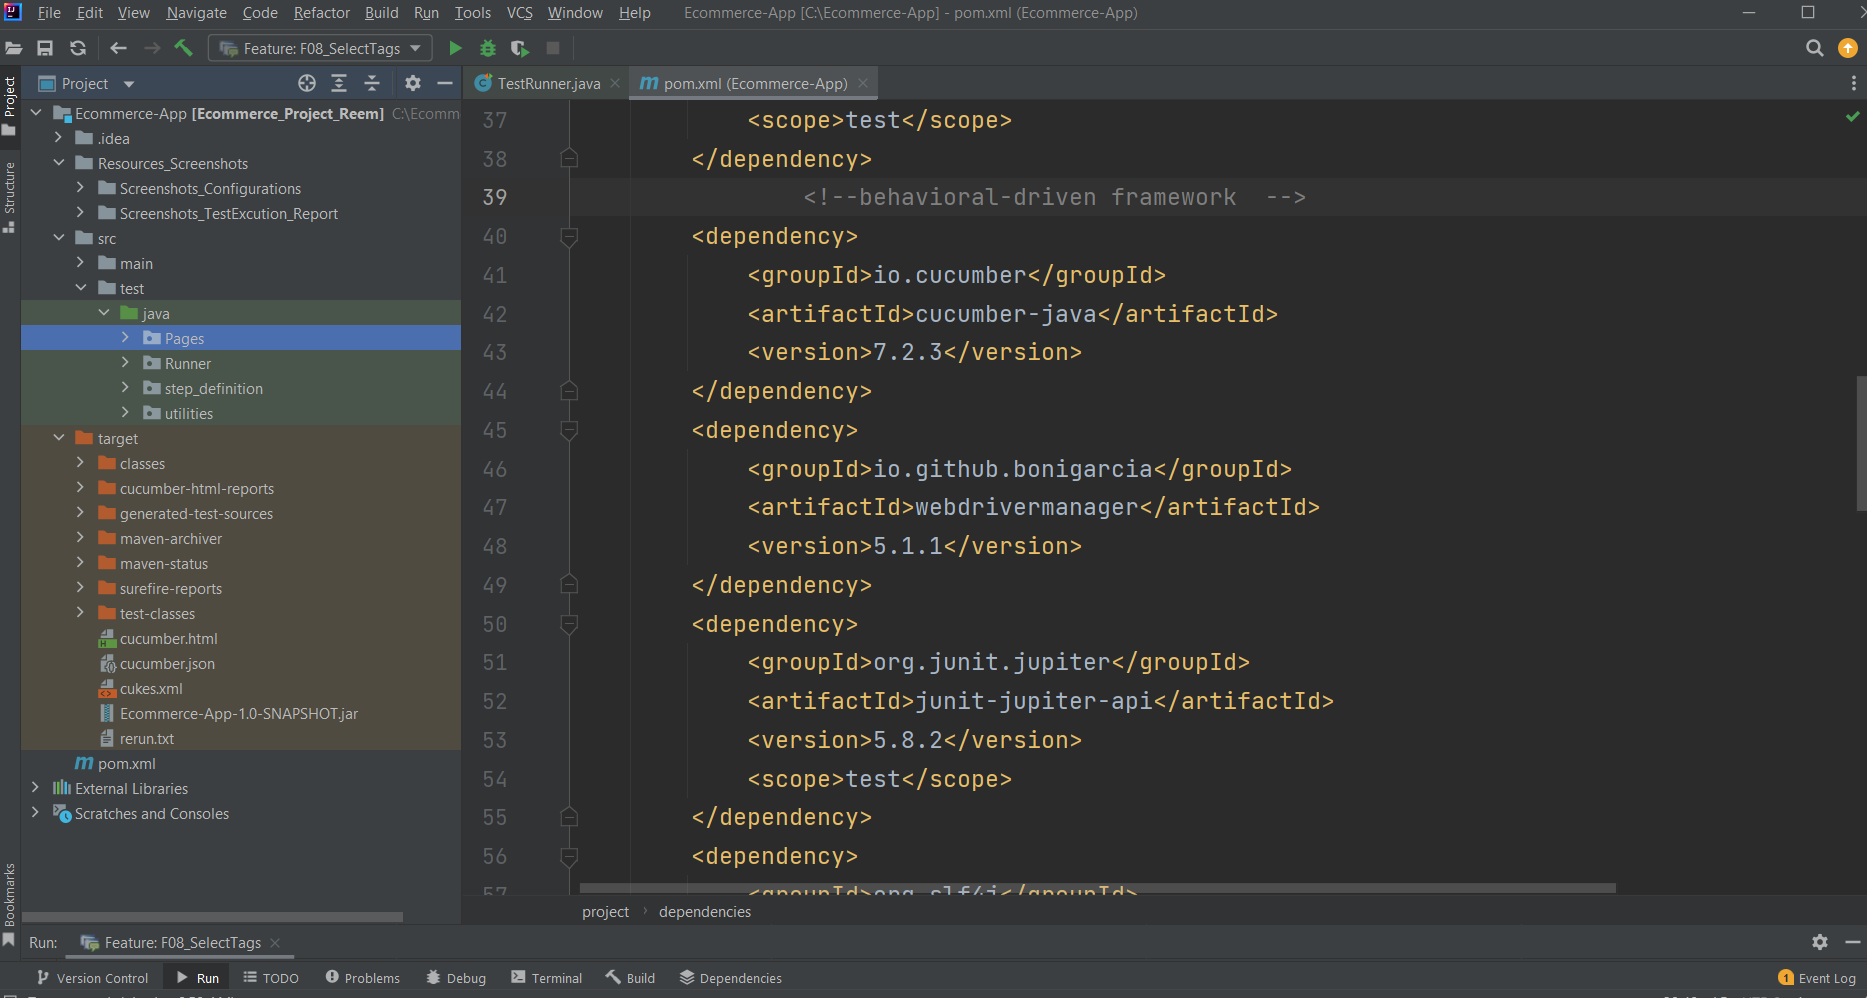 File Edit View Navigate Code Refactor Build Run Tools VCS Window Help Ecommerce-App [C:\Ecommerce-App] - pom.xml (Ecommerce-App)
Feature: F08_SelectTags
Project
TestRunner.java
pom.xml (Ecommerce-App)
Project
Structure
Bookmarks
Ecommerce-App [Ecommerce_Project_Reem] C:\Ecomm
.idea
Resources_Screenshots
Screenshots_Configurations
Screenshots_TestExcution_Report
src
main
test
java
Pages
Runner
step_definition
utilities
target
classes
cucumber-html-reports
generated-test-sources
maven-archiver
maven-status
surefire-reports
test-classes
cucumber.html
cucumber.json
cukes.xml
Ecommerce-App-1.0-SNAPSHOT.jar
rerun.txt
pom.xml
External Libraries
Scratches and Consoles
37 <scope>test</scope>
38 </dependency>
39 <!--behavioral-driven framework  -->
40 <dependency>
41 <groupId>io.cucumber</groupId>
42 <artifactId>cucumber-java</artifactId>
43 <version>7.2.3</version>
44 </dependency>
45 <dependency>
46 <groupId>io.github.bonigarcia</groupId>
47 <artifactId>webdrivermanager</artifactId>
48 <version>5.1.1</version>
49 </dependency>
50 <dependency>
51 <groupId>org.junit.jupiter</groupId>
52 <artifactId>junit-jupiter-api</artifactId>
53 <version>5.8.2</version>
54 <scope>test</scope>
55 </dependency>
56 <dependency>
57 <groupId>org.slf4j</groupId>
project › dependencies
Run: Feature: F08_SelectTags
Version Control Run TODO Problems Debug Terminal Build Dependencies 1 Event Log